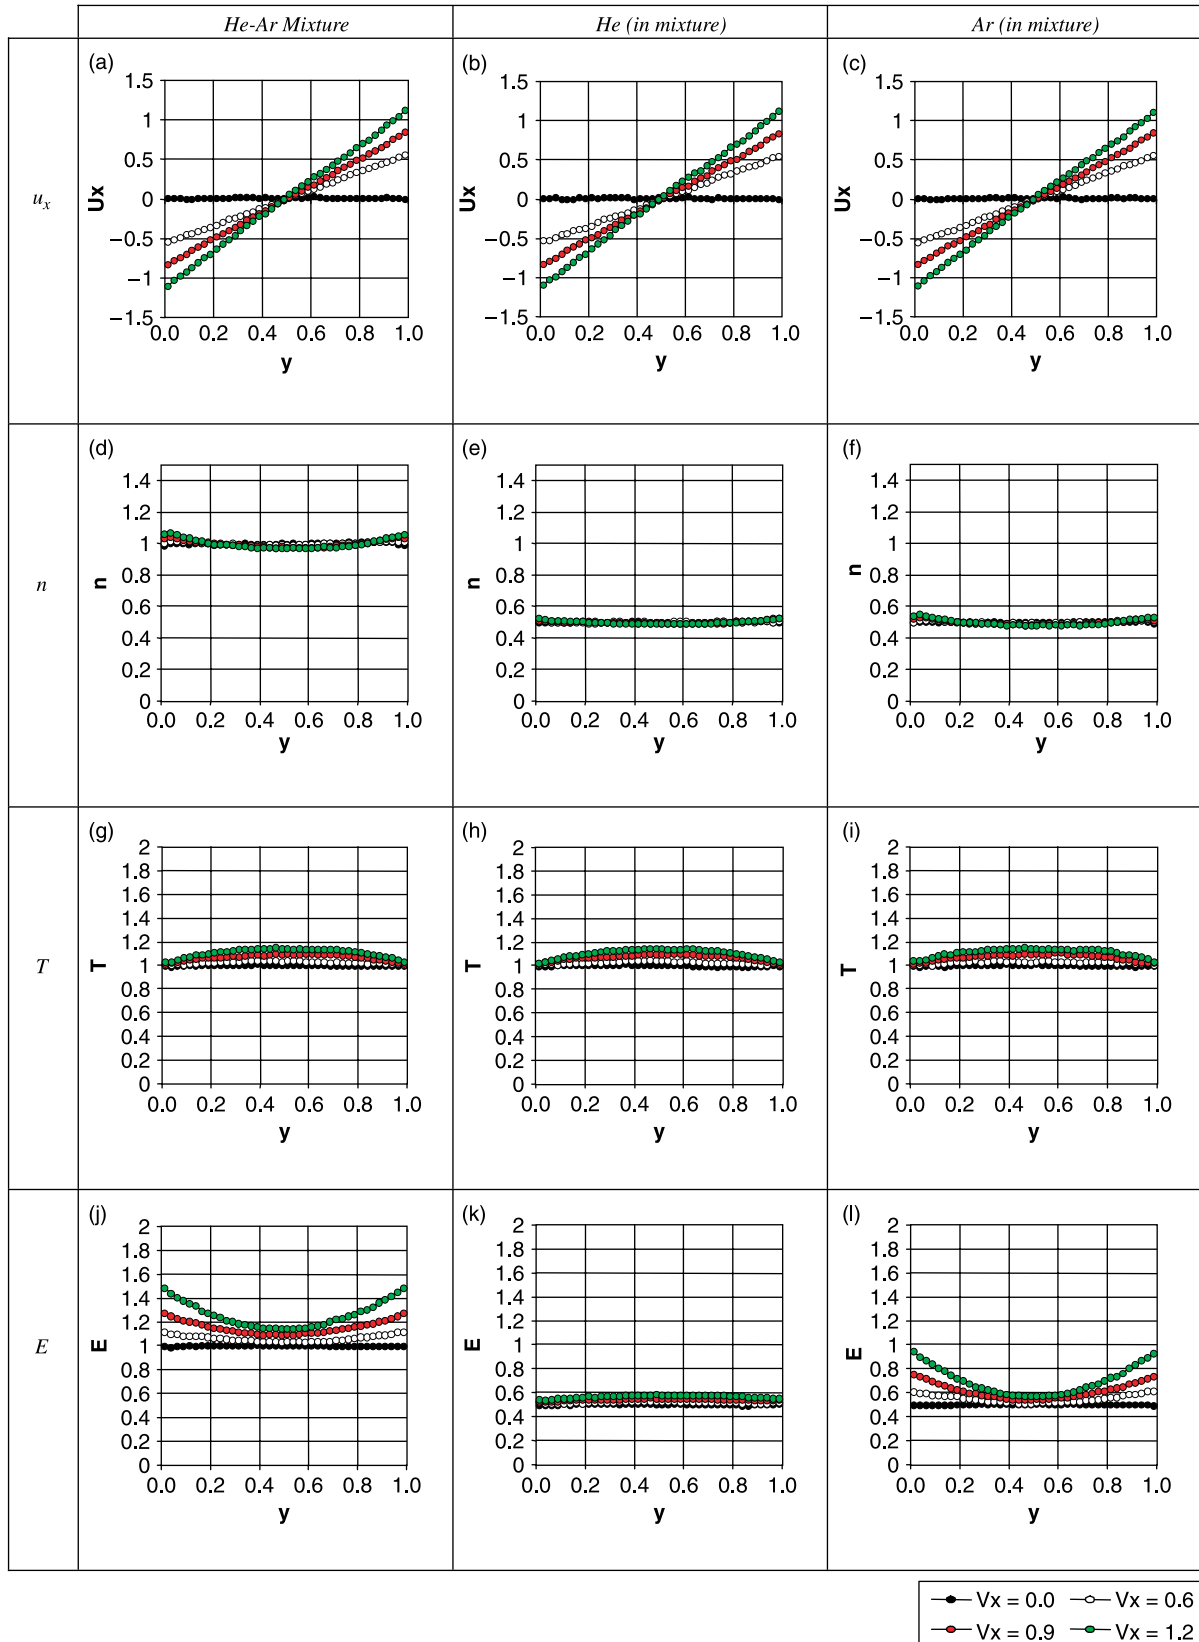 He-Ar Mixture
He (in mixture)
Ar (in mixture)
u_x
(a)
1.5
1
0.5
0
−0.5
−1
−1.5
Ux
0.0 0.2 0.4 0.6 0.8 1.0
y
(b)
1.5
1
0.5
0
−0.5
−1
−1.5
Ux
0.0 0.2 0.4 0.6 0.8 1.0
y
(c)
1.5
1
0.5
0
−0.5
−1
−1.5
Ux
0.0 0.2 0.4 0.6 0.8 1.0
y
n
(d)
1.4
1.2
1
0.8
0.6
0.4
0.2
0
n
0.0 0.2 0.4 0.6 0.8 1.0
y
(e)
1.4
1.2
1
0.8
0.6
0.4
0.2
0
n
0.0 0.2 0.4 0.6 0.8 1.0
y
(f)
1.4
1.2
1
0.8
0.6
0.4
0.2
0
n
0.0 0.2 0.4 0.6 0.8 1.0
y
T
(g)
2
1.8
1.6
1.4
1.2
1
0.8
0.6
0.4
0.2
0
T
0.0 0.2 0.4 0.6 0.8 1.0
y
(h)
2
1.8
1.6
1.4
1.2
1
0.8
0.6
0.4
0.2
0
T
0.0 0.2 0.4 0.6 0.8 1.0
y
(i)
2
1.8
1.6
1.4
1.2
1
0.8
0.6
0.4
0.2
0
T
0.0 0.2 0.4 0.6 0.8 1.0
y
E
(j)
2
1.8
1.6
1.4
1.2
1
0.8
0.6
0.4
0.2
0
E
0.0 0.2 0.4 0.6 0.8 1.0
y
(k)
2
1.8
1.6
1.4
1.2
1
0.8
0.6
0.4
0.2
0
E
0.0 0.2 0.4 0.6 0.8 1.0
y
(l)
2
1.8
1.6
1.4
1.2
1
0.8
0.6
0.4
0.2
0
E
0.0 0.2 0.4 0.6 0.8 1.0
y
Vx = 0.0 Vx = 0.6
Vx = 0.9 Vx = 1.2